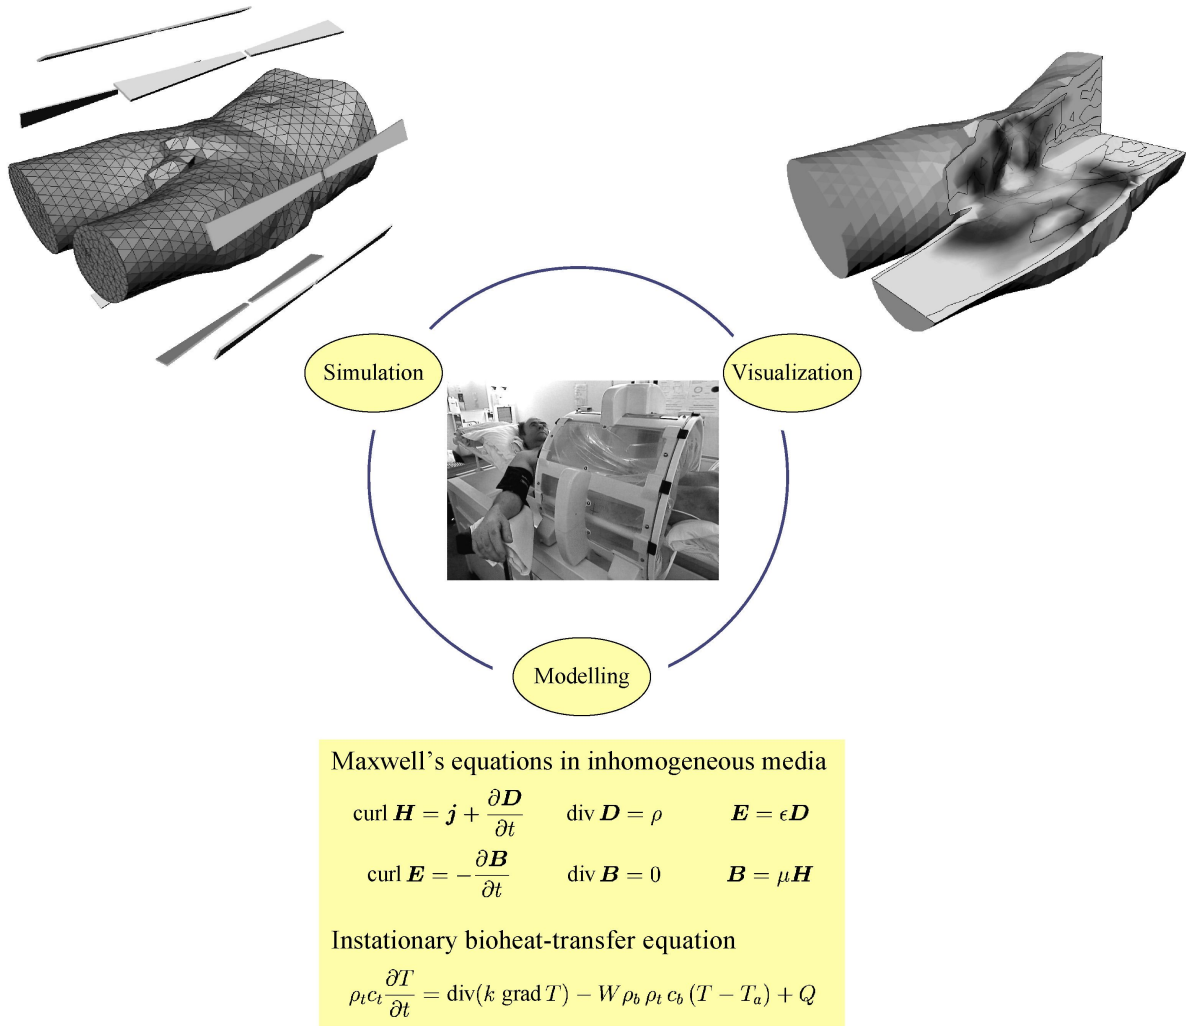 Simulation
Visualization
Modelling
Maxwell's equations in inhomogeneous media
curl H = j + ∂D/∂t    div D = ρ    E = ϵD
curl E = −∂B/∂t    div B = 0    B = μH
Instationary bioheat-transfer equation
ρ_t c_t ∂T/∂t = div(k grad T) − W ρ_b ρ_t c_b (T − T_a) + Q